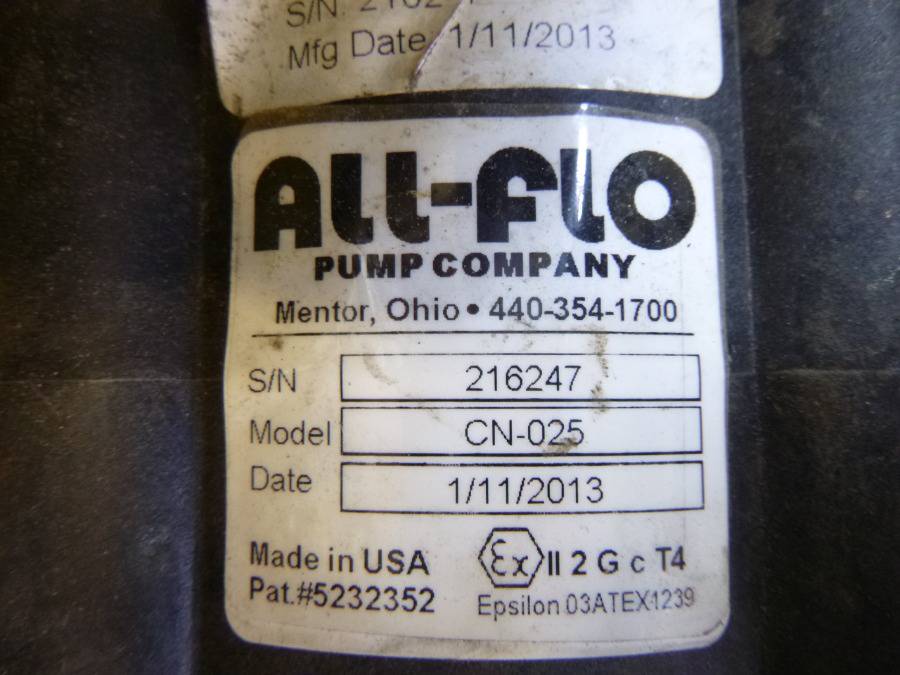 S/N
Mfg Date 1/11/2013
ALL-FLO
PUMP COMPANY
Mentor, Ohio • 440-354-1700
S/N 216247
Model CN-025
Date 1/11/2013
Made in USA Ex II 2 G c T4
Pat.#5232352 Epsilon 03ATEX1239